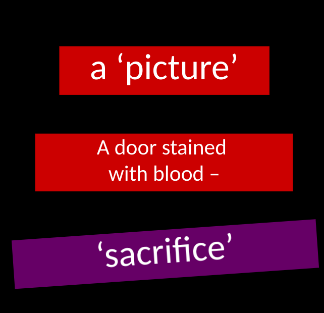 a ‘picture’
A door stained
with blood –
‘sacrifice’